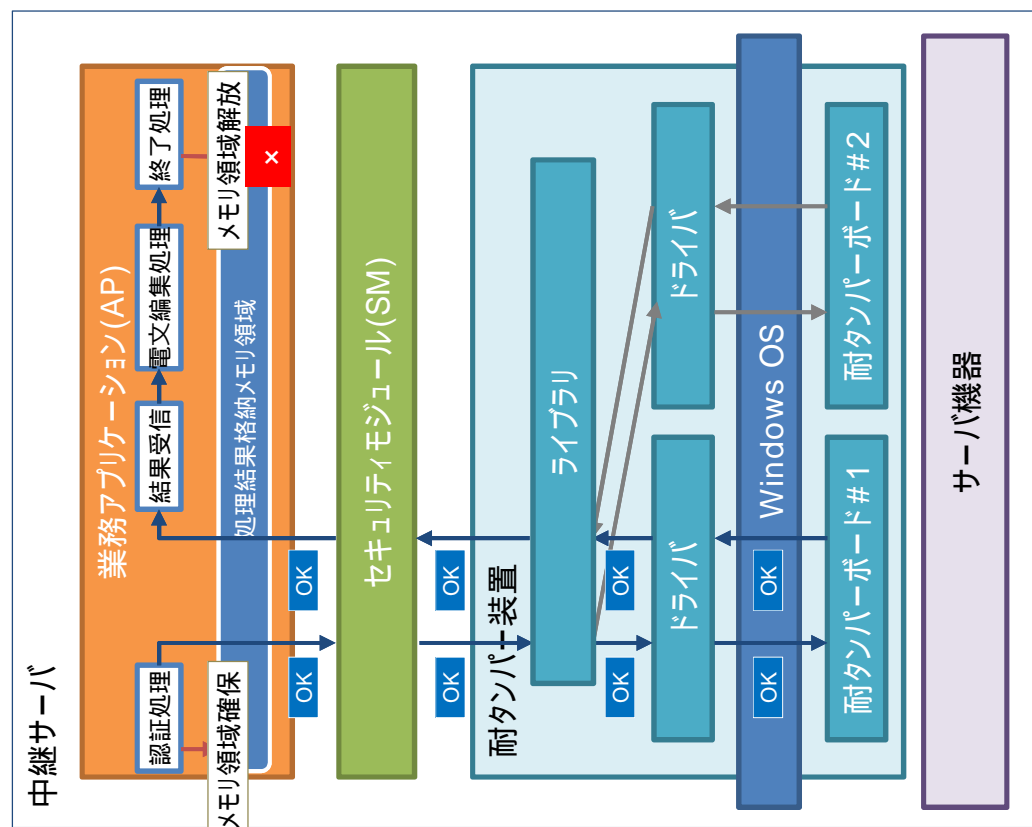 中継サーバ
業務アプリケーション(AP)
認証処理
結果受信
電文編集処理
終了処理
メモリ領域確保
処理結果格納メモリ領域
メモリ領域解放
×
OK
OK
セキュリティモジュール(SM)
OK
OK
耐タンパー装置
ライブラリ
OK
OK
ドライバ
ドライバ
Windows OS
OK
OK
耐タンパーボード#1
耐タンパーボード#2
サーバ機器